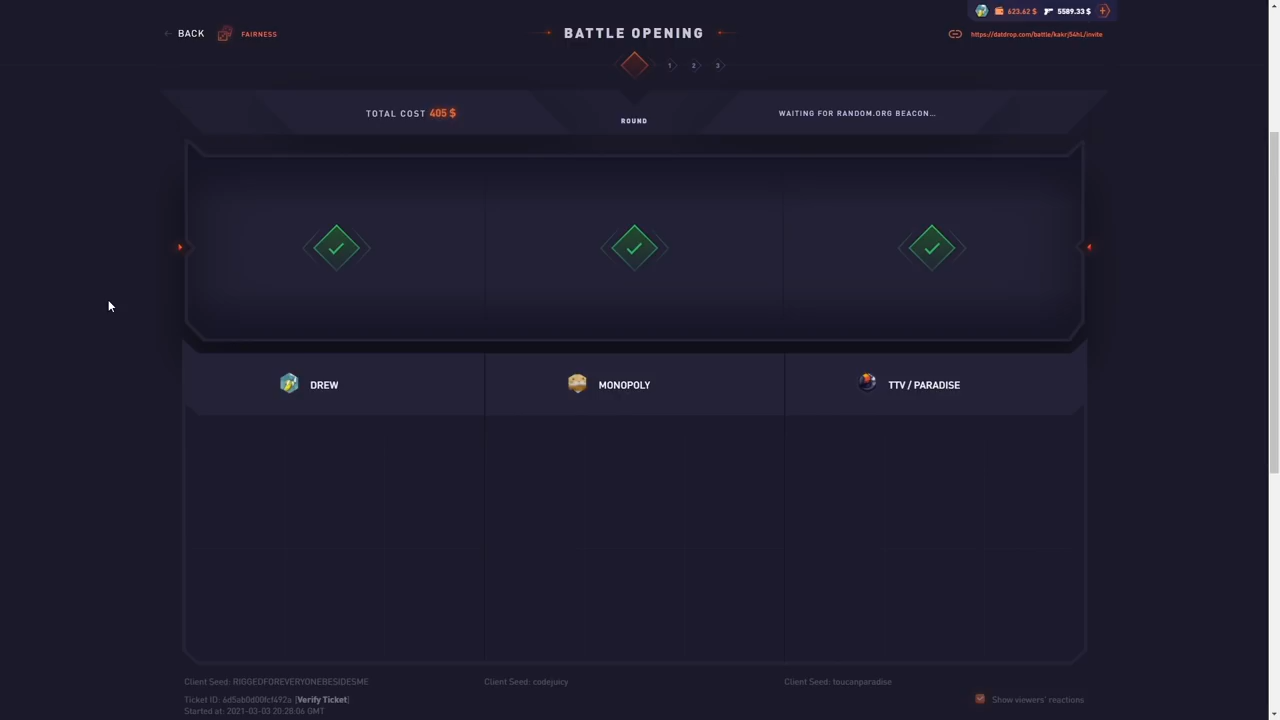 623.62 $ 5589.33 $
BACK FAIRNESS
BATTLE OPENING
https://datdrop.com/battle/kakrj54hL/invite
1 2 3
TOTAL COST 405 $
ROUND
WAITING FOR RANDOM.ORG BEACON...
DREW
MONOPOLY
TTV / PARADISE
Client Seed: RIGGEDFOREVERYONEBESIDESME
Client Seed: codejuicy
Client Seed: toucanparadise
Ticket ID: 6d5ab0d00fcf492a [Verify Ticket]
Show viewers' reactions
Started at: 2021-03-03 20:28:06 GMT